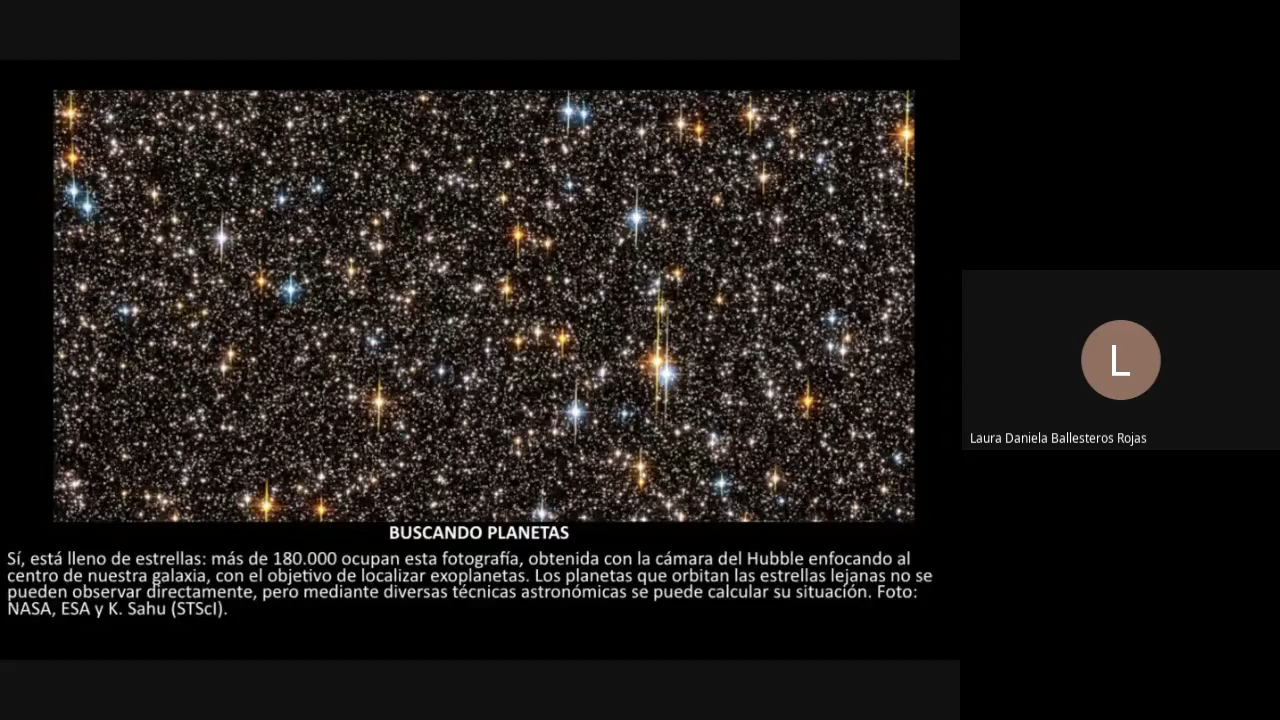 BUSCANDO PLANETAS
Sí, está lleno de estrellas: más de 180.000 ocupan esta fotografía, obtenida con la cámara del Hubble enfocando al
centro de nuestra galaxia, con el objetivo de localizar exoplanetas. Los planetas que orbitan las estrellas lejanas no se
pueden observar directamente, pero mediante diversas técnicas astronómicas se puede calcular su situación. Foto:
NASA, ESA y K. Sahu (STScI).
L
Laura Daniela Ballesteros Rojas